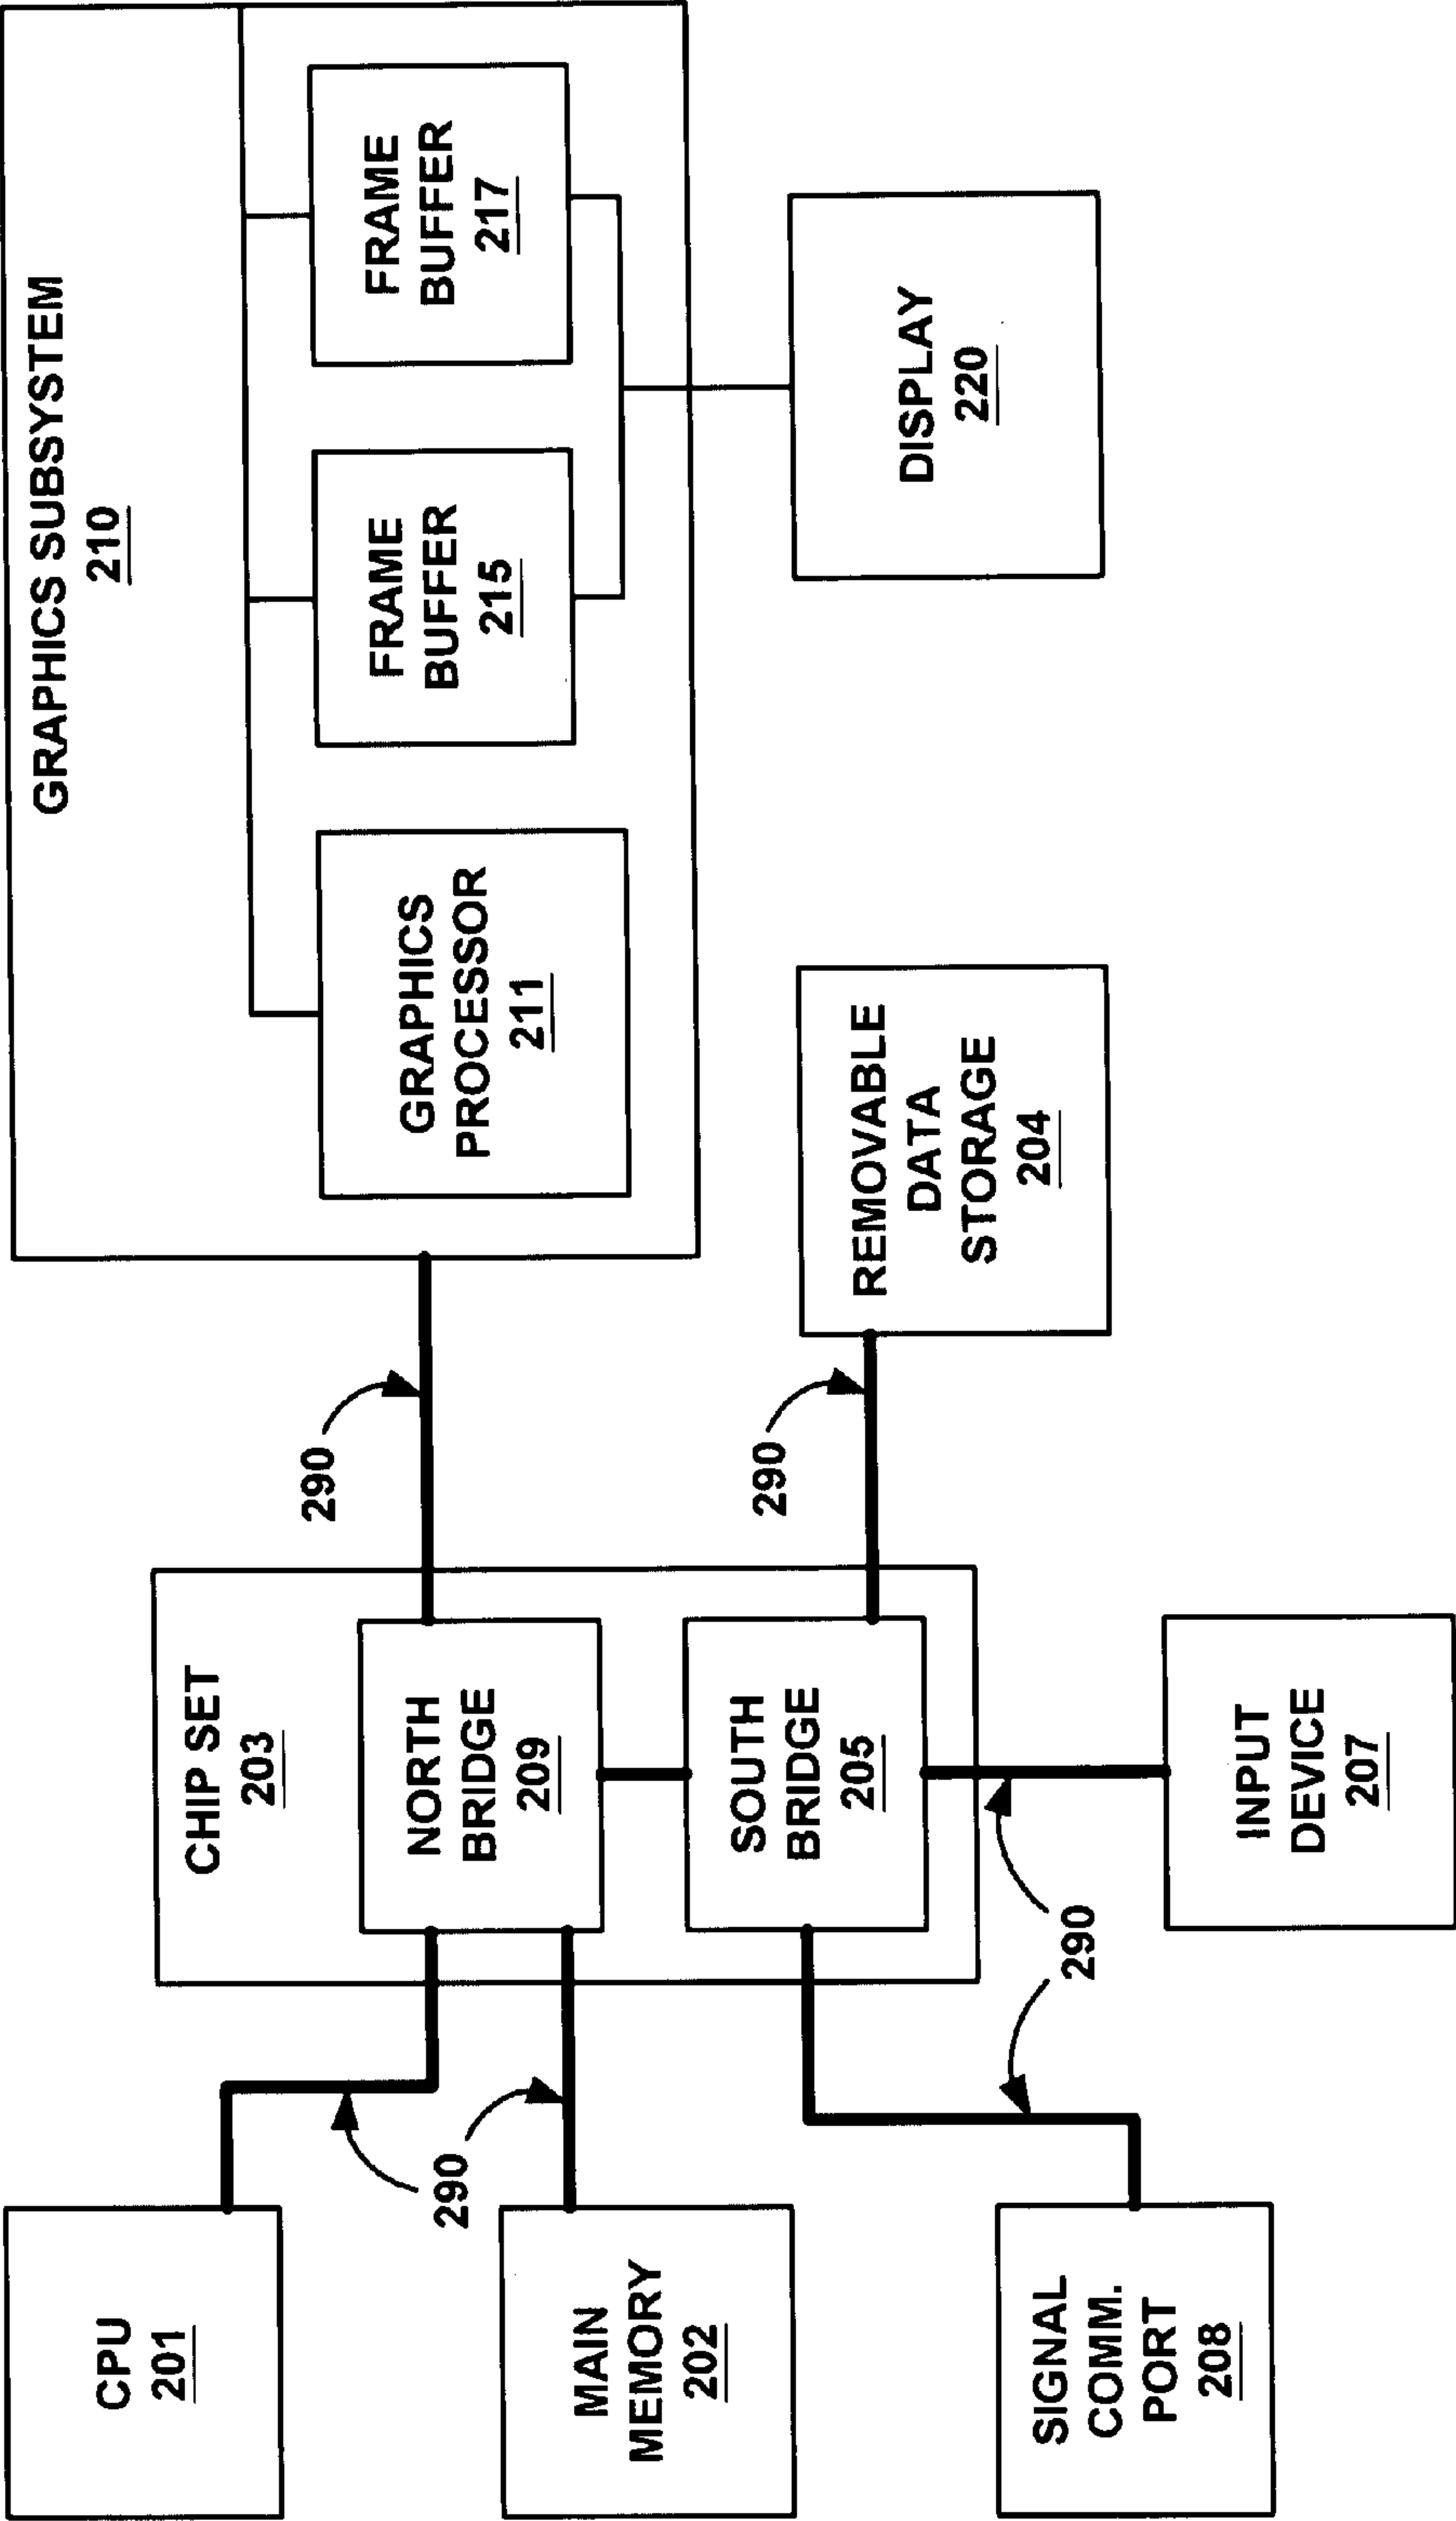 CPU
201
MAIN
MEMORY
202
SIGNAL
COMM.
PORT
208
290
290
CHIP SET
203
NORTH
BRIDGE
209
SOUTH
BRIDGE
205
INPUT
DEVICE
207
290
290
GRAPHICS SUBSYSTEM
210
GRAPHICS
PROCESSOR
211
FRAME
BUFFER
215
FRAME
BUFFER
217
REMOVABLE
DATA
STORAGE
204
DISPLAY
220